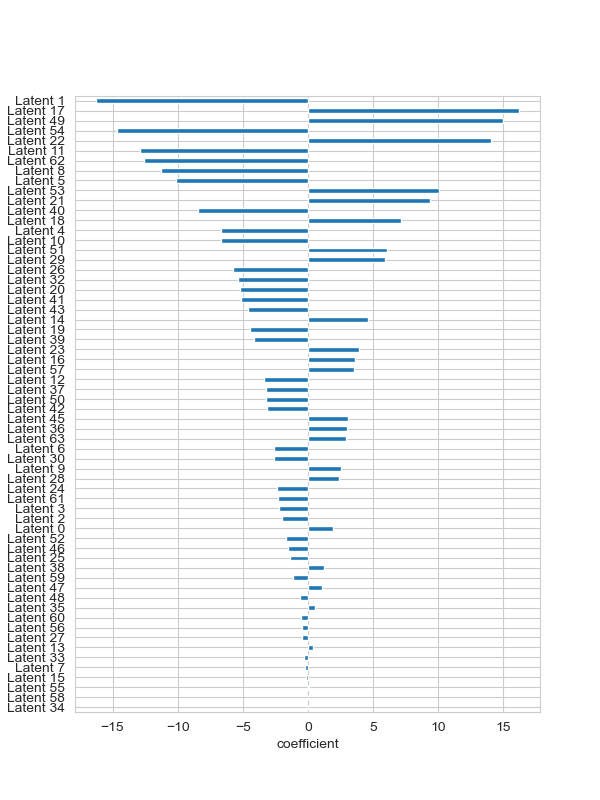 Latent 1
Latent 17
Latent 49
Latent 54
Latent 22
Latent 11
Latent 62
Latent 8
Latent 5
Latent 53
Latent 21
Latent 40
Latent 18
Latent 4
Latent 10
Latent 51
Latent 29
Latent 26
Latent 32
Latent 20
Latent 41
Latent 43
Latent 14
Latent 19
Latent 39
Latent 23
Latent 16
Latent 57
Latent 12
Latent 37
Latent 50
Latent 42
Latent 45
Latent 36
Latent 63
Latent 6
Latent 30
Latent 9
Latent 28
Latent 24
Latent 61
Latent 3
Latent 2
Latent 0
Latent 52
Latent 46
Latent 25
Latent 38
Latent 59
Latent 47
Latent 48
Latent 35
Latent 60
Latent 56
Latent 27
Latent 13
Latent 33
Latent 7
Latent 15
Latent 55
Latent 58
Latent 34
−15 −10 −5 0 5 10 15
coefficient